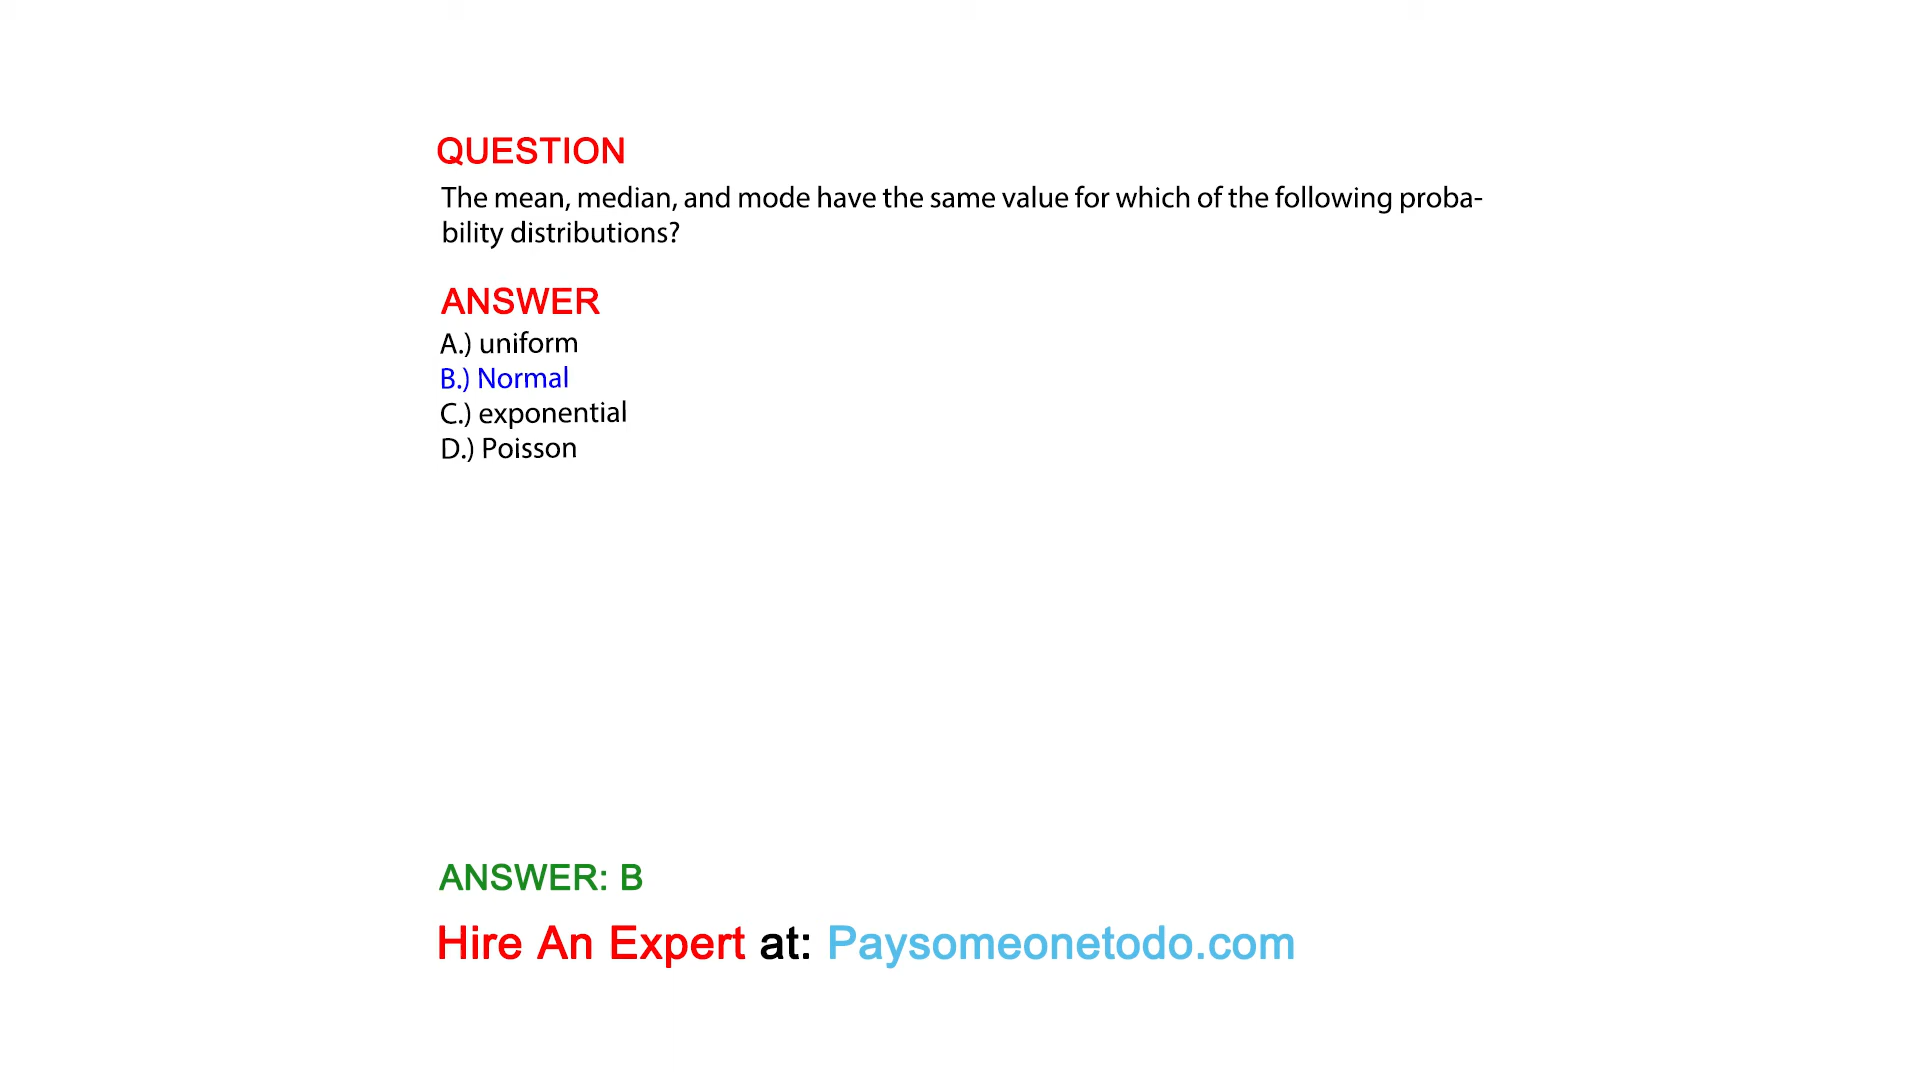 QUESTION
The mean, median, and mode have the same value for which of the following proba-
bility distributions?
ANSWER
A.) uniform
B.) Normal
C.) exponential
D.) Poisson
ANSWER: B
Hire An Expert at: Paysomeonetodo.com